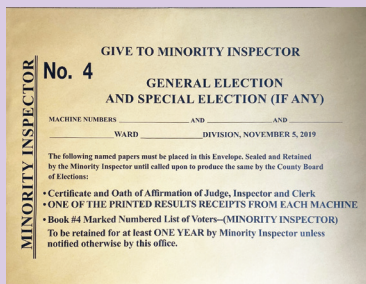 GIVE TO MINORITY INSPECTOR
No. 4
GENERAL ELECTION
AND SPECIAL ELECTION (IF ANY)
MINORITY INSPECTOR
MACHINE NUMBERS ____________ AND ____________ AND ____________
____________ WARD ____________ DIVISION, NOVEMBER 5, 2019
The following named papers must be placed in this Envelope. Sealed and Retained
by the Minority Inspector until called upon to produce the same by the County Board
of Elections:
• Certificate and Oath of Affirmation of Judge, Inspector and Clerk
• ONE OF THE PRINTED RESULTS RECEIPTS FROM EACH MACHINE
• Book #4 Marked Numbered List of Voters--(MINORITY INSPECTOR)
To be retained for at least ONE YEAR by Minority Inspector unless
notified otherwise by this office.